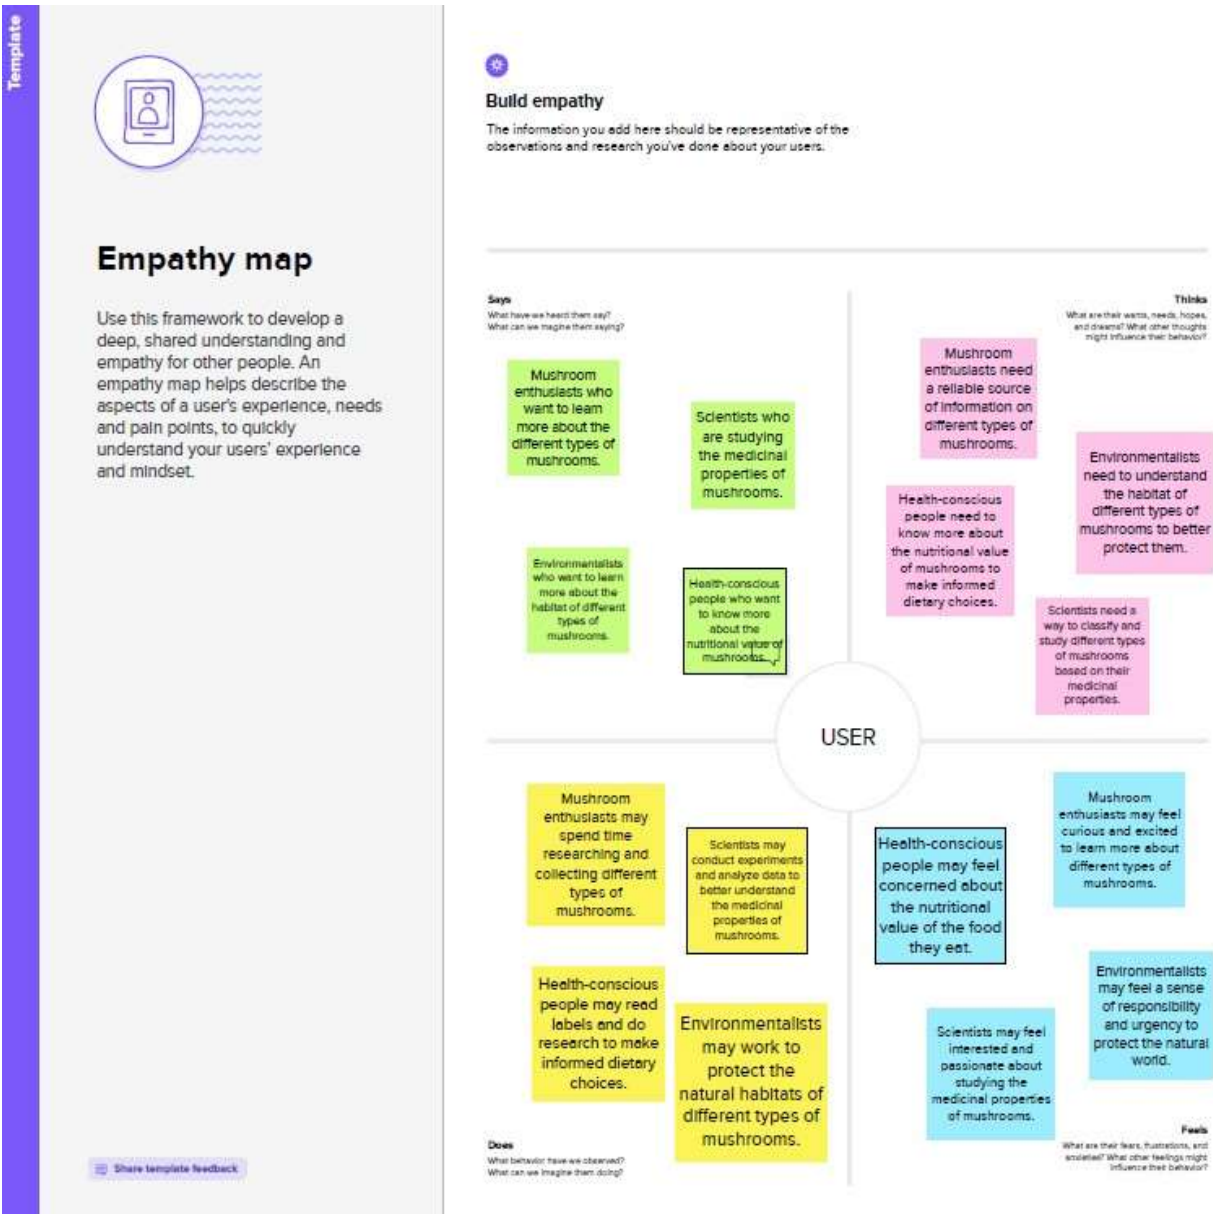 Template
Empathy map
Use this framework to develop a
deep, shared understanding and
empathy for other people. An
empathy map helps describe the
aspects of a user's experience, needs
and pain points, to quickly
understand your users' experience
and mindset.
Share template feedback
Build empathy
The information you add here should be representative of the
observations and research you've done about your users.
Says
What have we heard them say?
What can we imagine them saying?
Mushroom
enthusiasts who
want to learn
more about the
different types of
mushrooms.
Scientists who
are studying
the medicinal
properties of
mushrooms.
Environmentalists
who want to learn
more about the
habitat of different
types of
mushrooms.
Health-conscious
people who want
to know more
about the
nutritional value of
mushrooms.
Thinks
What are their wants, needs, hopes,
and dreams? What other thoughts
might influence their behavior?
Mushroom
enthusiasts need
a reliable source
of information on
different types of
mushrooms.
Environmentalists
need to understand
the habitat of
different types of
mushrooms to better
protect them.
Health-conscious
people need to
know more about
the nutritional value
of mushrooms to
make informed
dietary choices.
Scientists need a
way to classify and
study different types
of mushrooms
based on their
medicinal
properties.
USER
Mushroom
enthusiasts may
spend time
researching and
collecting different
types of
mushrooms.
Scientists may
conduct experiments
and analyze data to
better understand
the medicinal
properties of
mushrooms.
Health-conscious
people may read
labels and do
research to make
informed dietary
choices.
Environmentalists
may work to
protect the
natural habitats of
different types of
mushrooms.
Does
What behavior have we observed?
What can we imagine them doing?
Health-conscious
people may feel
concerned about
the nutritional
value of the food
they eat.
Mushroom
enthusiasts may feel
curious and excited
to learn more about
different types of
mushrooms.
Scientists may feel
interested and
passionate about
studying the
medicinal properties
of mushrooms.
Environmentalists
may feel a sense
of responsibility
and urgency to
protect the natural
world.
Feels
What are their fears, frustrations, and
anxieties? What other feelings might
influence their behavior?